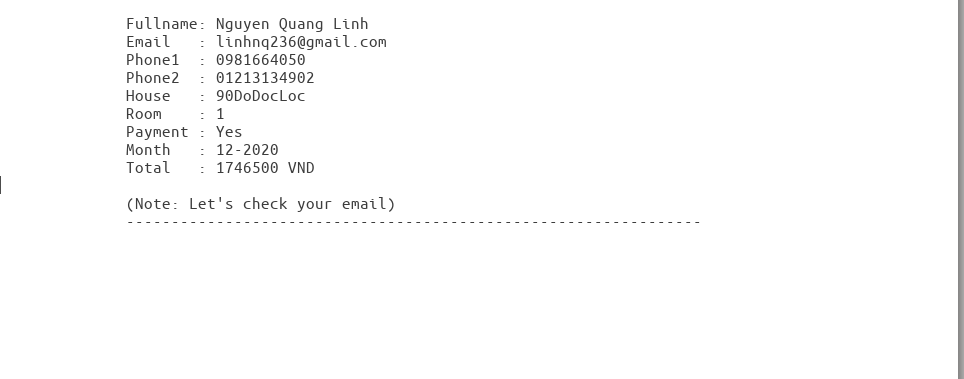 Fullname: Nguyen Quang Linh
Email   : linhnq236@gmail.com
Phone1  : 0981664050
Phone2  : 01213134902
House   : 90DoDocLoc
Room    : 1
Payment : Yes
Month   : 12-2020
Total   : 1746500 VND

(Note: Let's check your email)
----------------------------------------------------------------